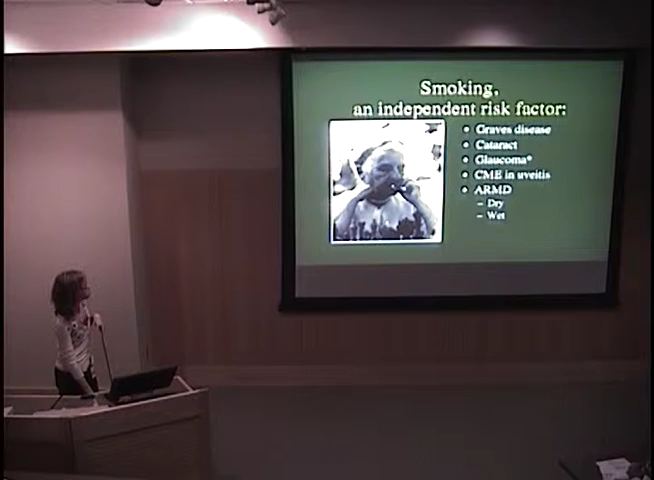 Smoking,
an independent risk factor:
• Graves disease
• Cataract
• Glaucoma*
• CME in uveitis
• ARMD
– Dry
– Wet